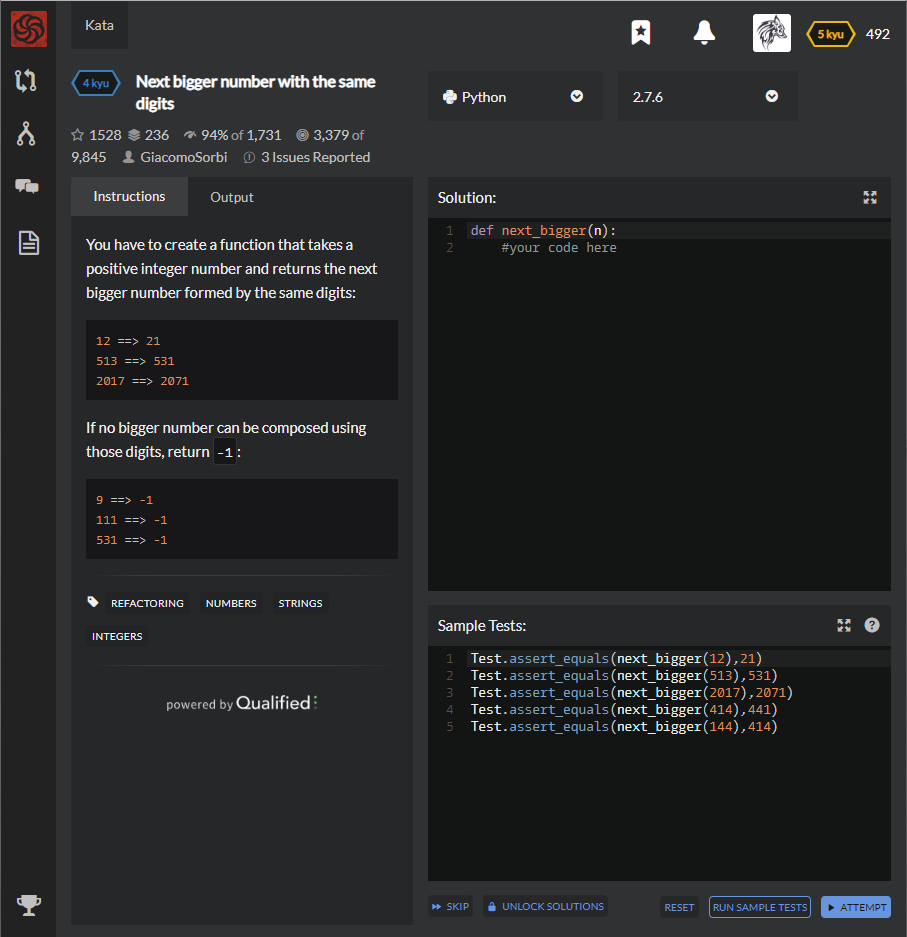 Kata
5 kyu 492
4 kyu Next bigger number with the same
digits
1528 236 94% of 1,731 3,379 of
9,845 GiacomoSorbi 3 Issues Reported
Python
2.7.6
Instructions Output
You have to create a function that takes a
positive integer number and returns the next
bigger number formed by the same digits:
12 ==> 21
513 ==> 531
2017 ==> 2071
If no bigger number can be composed using
those digits, return -1 :
9 ==> -1
111 ==> -1
531 ==> -1
REFACTORING NUMBERS STRINGS
INTEGERS
powered by Qualified
Solution:
1 def next_bigger(n):
2 #your code here
Sample Tests:
?
1 Test.assert_equals(next_bigger(12),21)
2 Test.assert_equals(next_bigger(513),531)
3 Test.assert_equals(next_bigger(2017),2071)
4 Test.assert_equals(next_bigger(414),441)
5 Test.assert_equals(next_bigger(144),414)
SKIP UNLOCK SOLUTIONS RESET RUN SAMPLE TESTS ATTEMPT